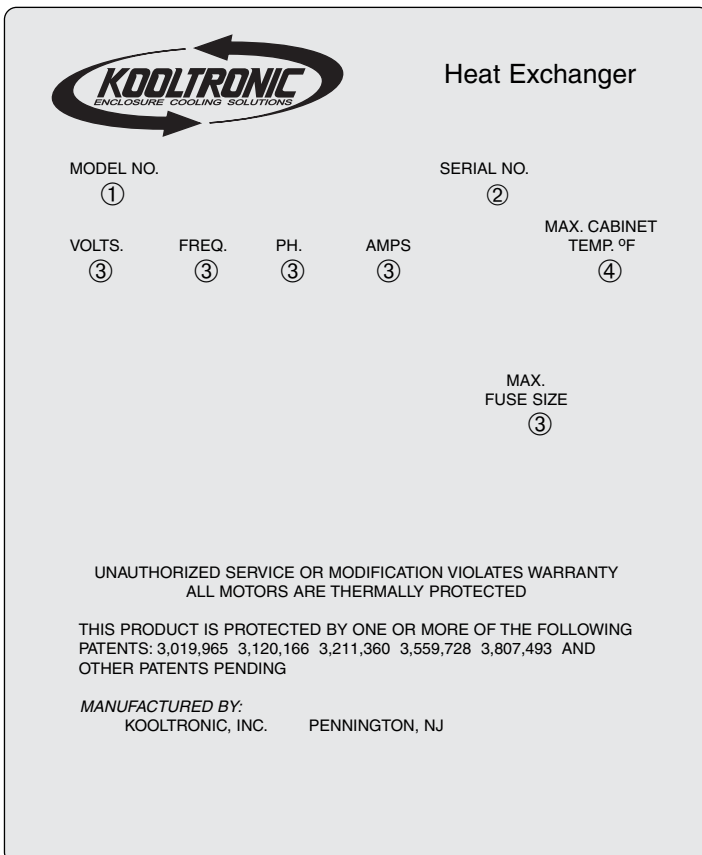 KOOLTRONIC
ENCLOSURE COOLING SOLUTIONS
Heat Exchanger
MODEL NO. SERIAL NO.
① ②
VOLTS. FREQ. PH. AMPS MAX. CABINET TEMP. ºF
③ ③ ③ ③ ④
MAX.
FUSE SIZE
③
UNAUTHORIZED SERVICE OR MODIFICATION VIOLATES WARRANTY
ALL MOTORS ARE THERMALLY PROTECTED
THIS PRODUCT IS PROTECTED BY ONE OR MORE OF THE FOLLOWING
PATENTS: 3,019,965 3,120,166 3,211,360 3,559,728 3,807,493 AND
OTHER PATENTS PENDING
MANUFACTURED BY:
KOOLTRONIC, INC. PENNINGTON, NJ